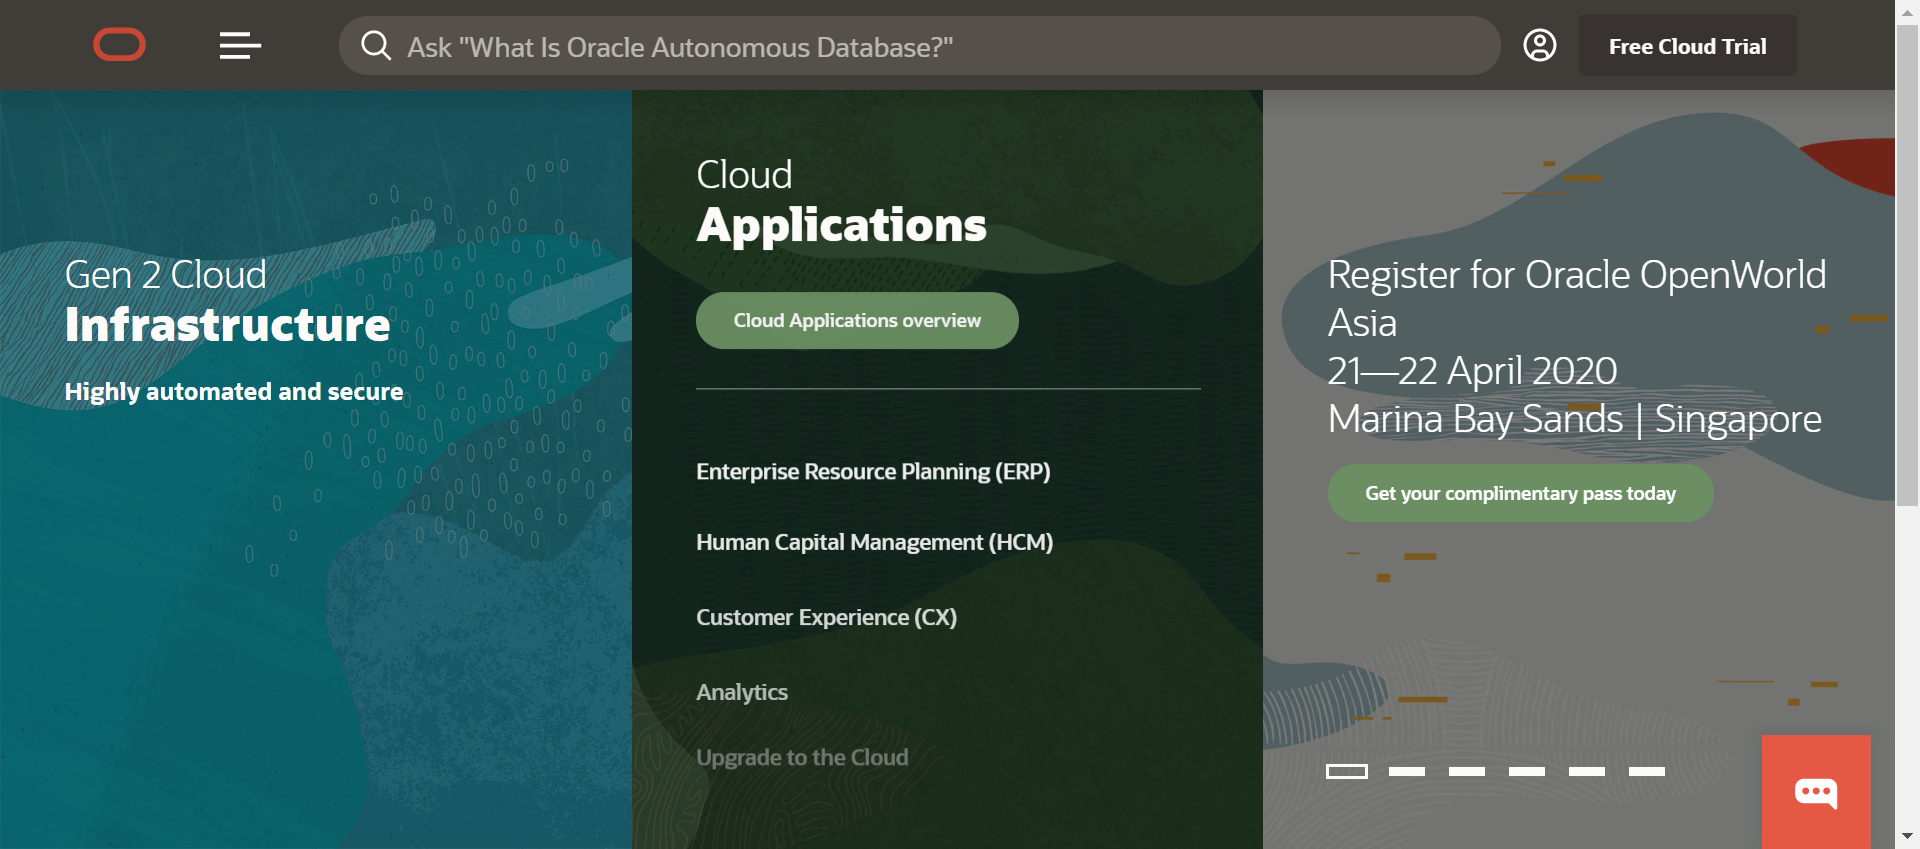 Ask "What Is Oracle Autonomous Database?"
Free Cloud Trial
Gen 2 Cloud
Infrastructure
Highly automated and secure
Cloud
Applications
Cloud Applications overview
Enterprise Resource Planning (ERP)
Human Capital Management (HCM)
Customer Experience (CX)
Analytics
Upgrade to the Cloud
Register for Oracle OpenWorld
Asia
21—22 April 2020
Marina Bay Sands | Singapore
Get your complimentary pass today